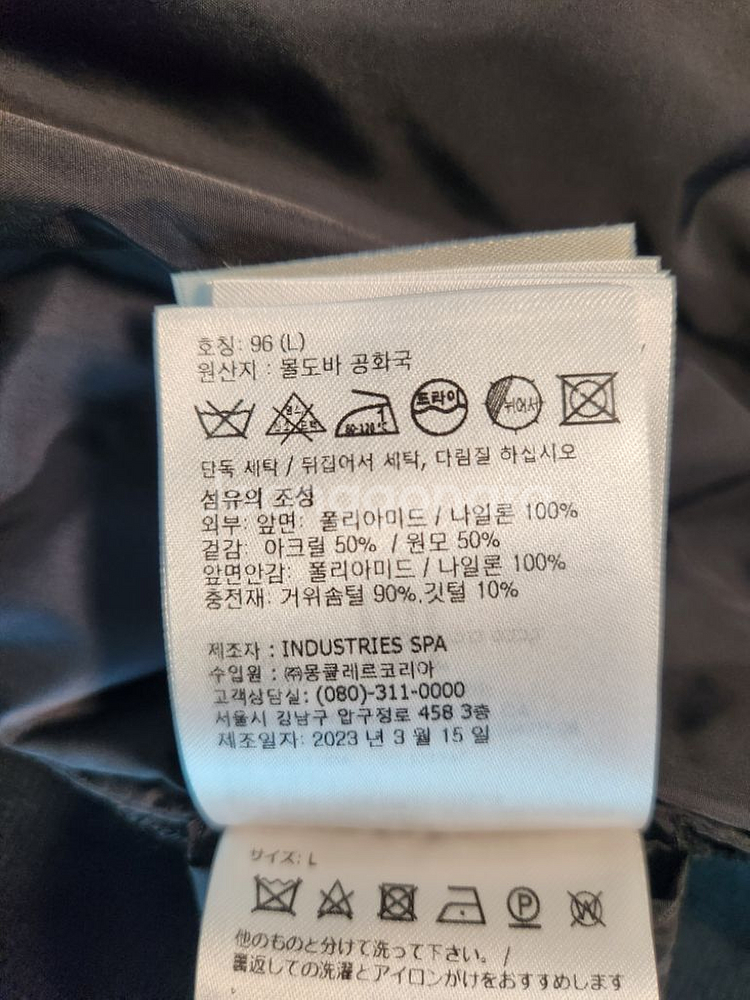 호칭: 96 (L)
원산지 : 몰도바 공화국
드라이
뒤어서
80-120℃
단독 세탁 / 뒤집어서 세탁, 다림질 하십시오
섬유의 조성
외부: 앞면: 폴리아미드 / 나일론 100%
겉감: 아크릴 50% / 원모 50%
앞면안감: 폴리아미드 / 나일론 100%
충전재: 거위솜털 90%,깃털 10%
제조자 : INDUSTRIES SPA
수입원 : ㈜몽클레르코리아
고객상담실: (080)-311-0000
서울시 강남구 압구정로 458 3층
제조일자: 2023 년 3 월 15 일
サイズ: L
P
W
他のものと分けて洗って下さい。 /
裏返しての洗濯とアイロンがけをおすすめします